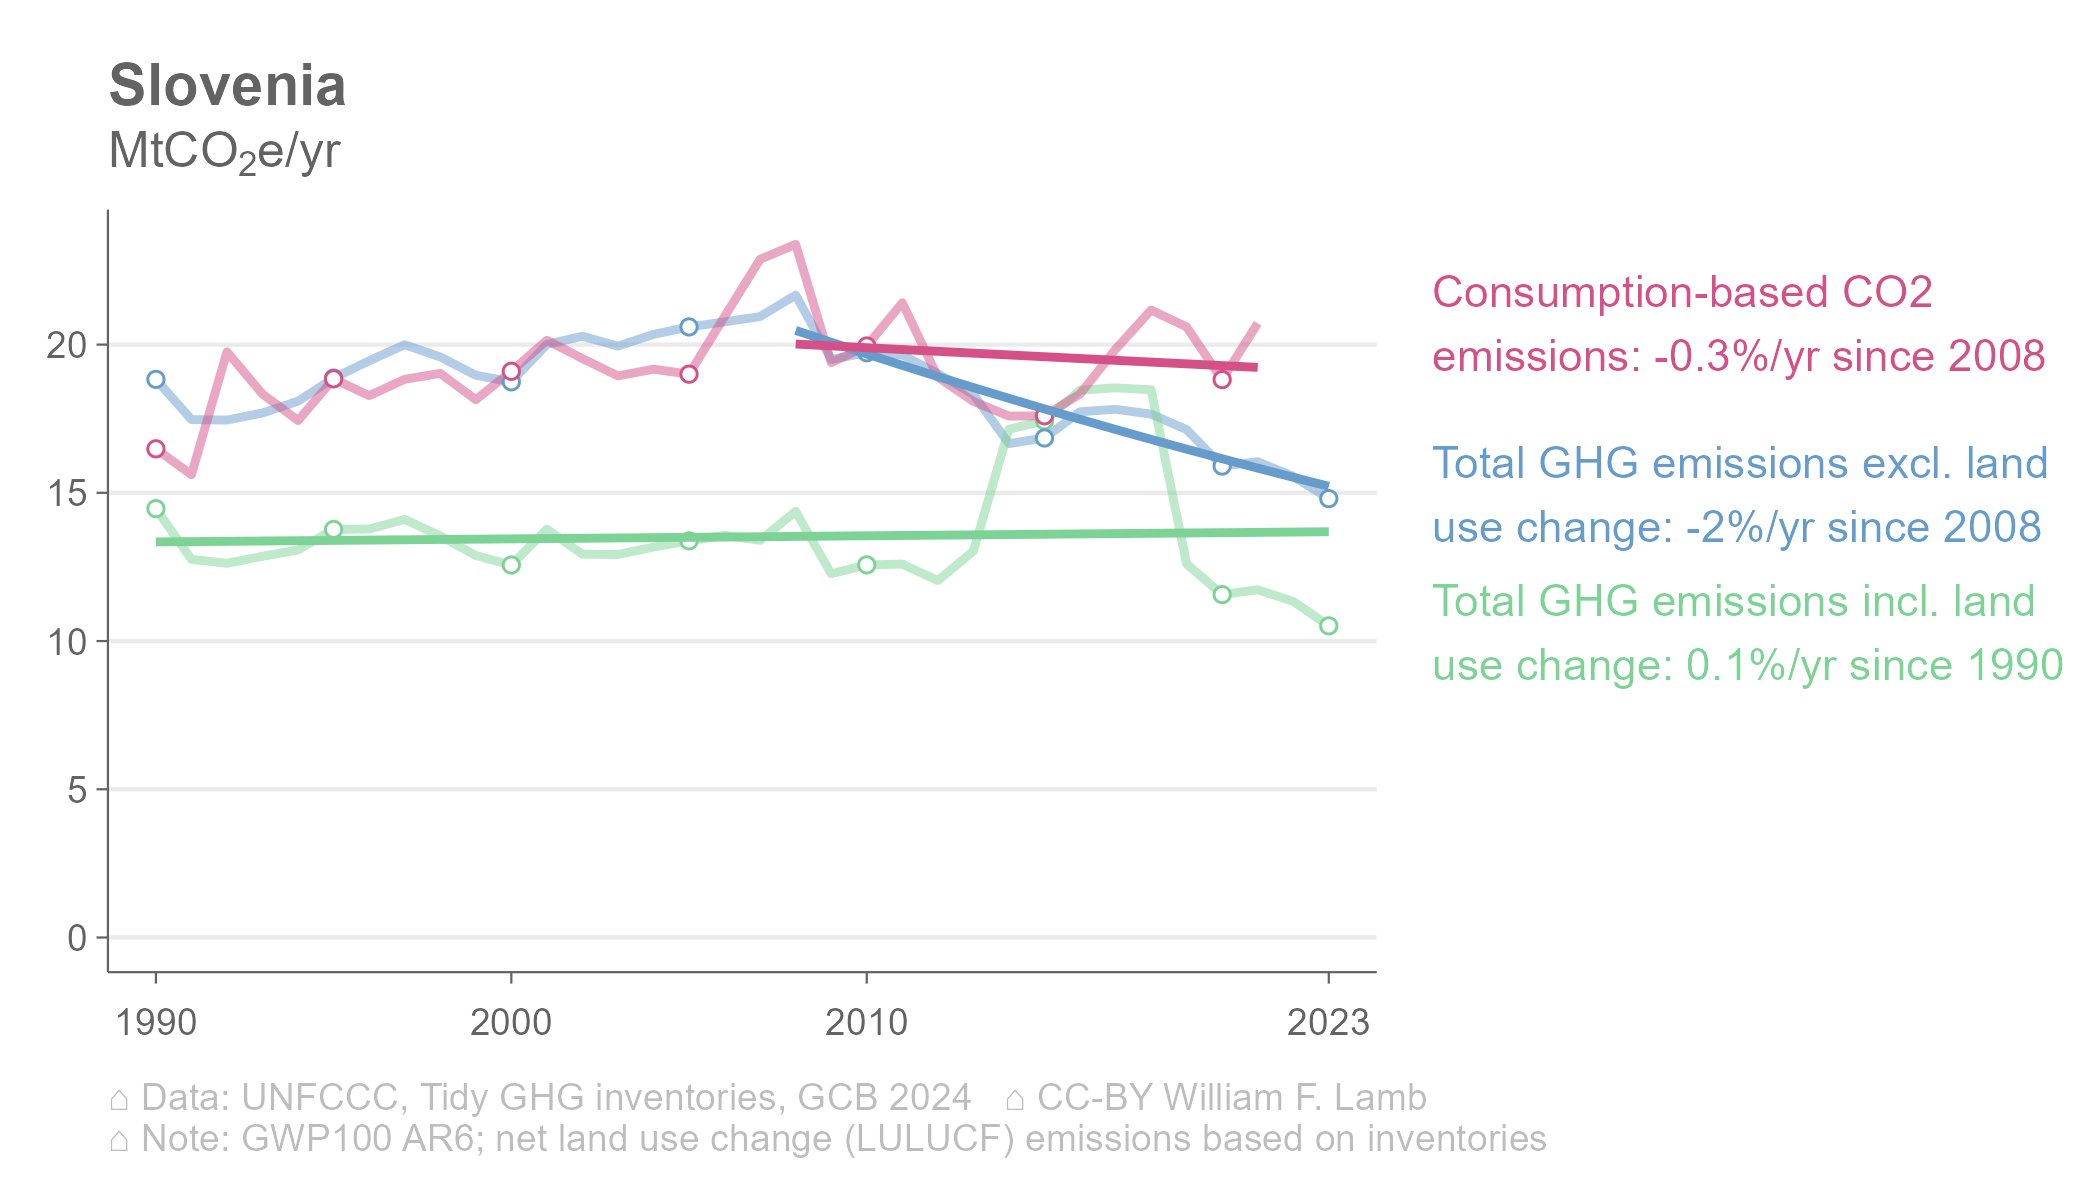 Slovenia
MtCO₂e/yr
20
15
10
5
0
1990
2000
2010
2023
Consumption-based CO2
emissions: -0.3%/yr since 2008
Total GHG emissions excl. land
use change: -2%/yr since 2008
Total GHG emissions incl. land
use change: 0.1%/yr since 1990
⌂ Data: UNFCCC, Tidy GHG inventories, GCB 2024 ⌂ CC-BY William F. Lamb
⌂ Note: GWP100 AR6; net land use change (LULUCF) emissions based on inventories